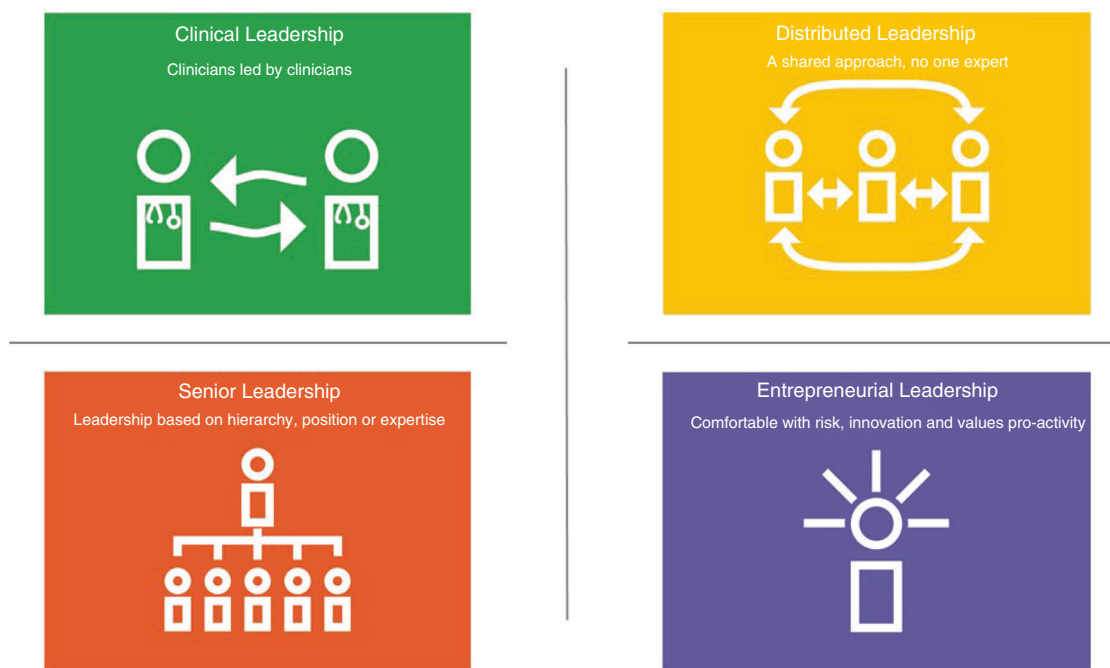 Clinical Leadership
Clinicians led by clinicians
Distributed Leadership
A shared approach, no one expert
Senior Leadership
Leadership based on hierarchy, position or expertise
Entrepreneurial Leadership
Comfortable with risk, innovation and values pro-activity